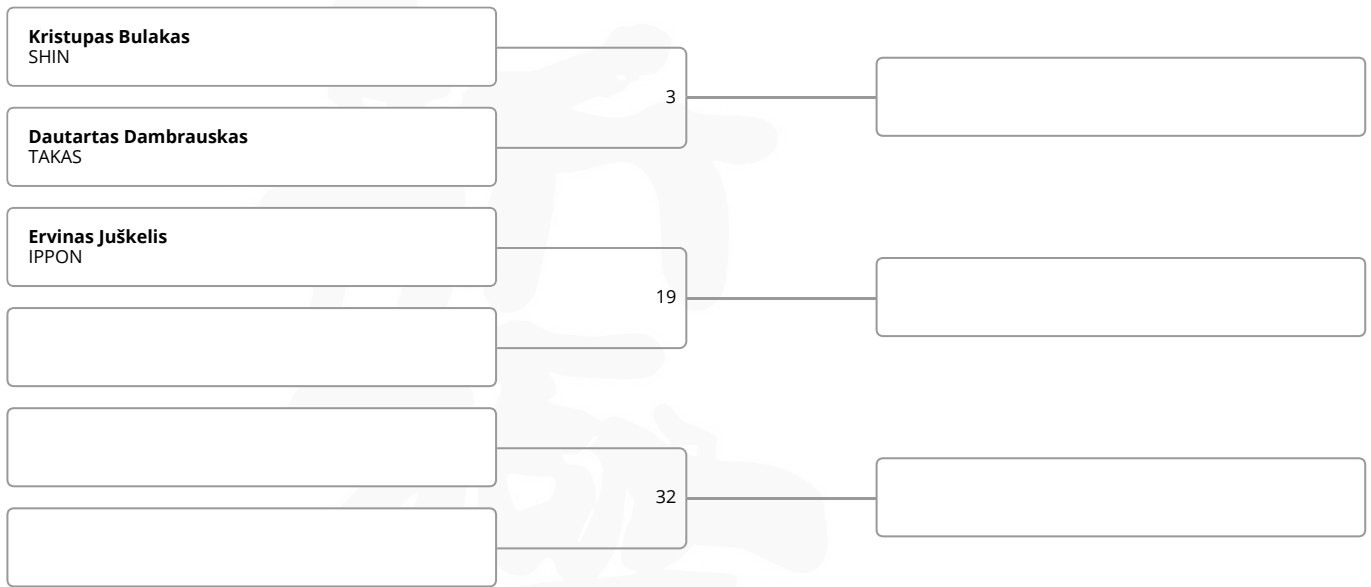 Kristupas Bulakas
SHIN
3
Dautartas Dambrauskas
TAKAS
Ervinas Juškelis
IPPON
19
32